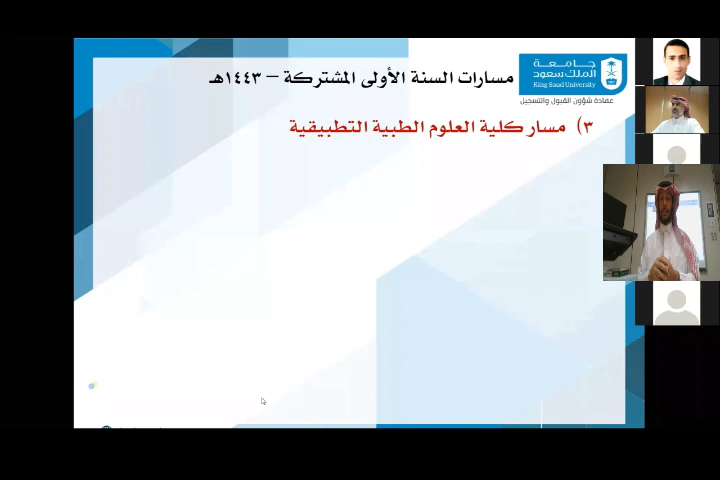 مسارات السنة الأولى المشتركة – ١٤٤٣هـ
جامعة
الملك سعود
King Saud University
عمادة شؤون القبول والتسجيل
٣) مسار كلية العلوم الطبية التطبيقية